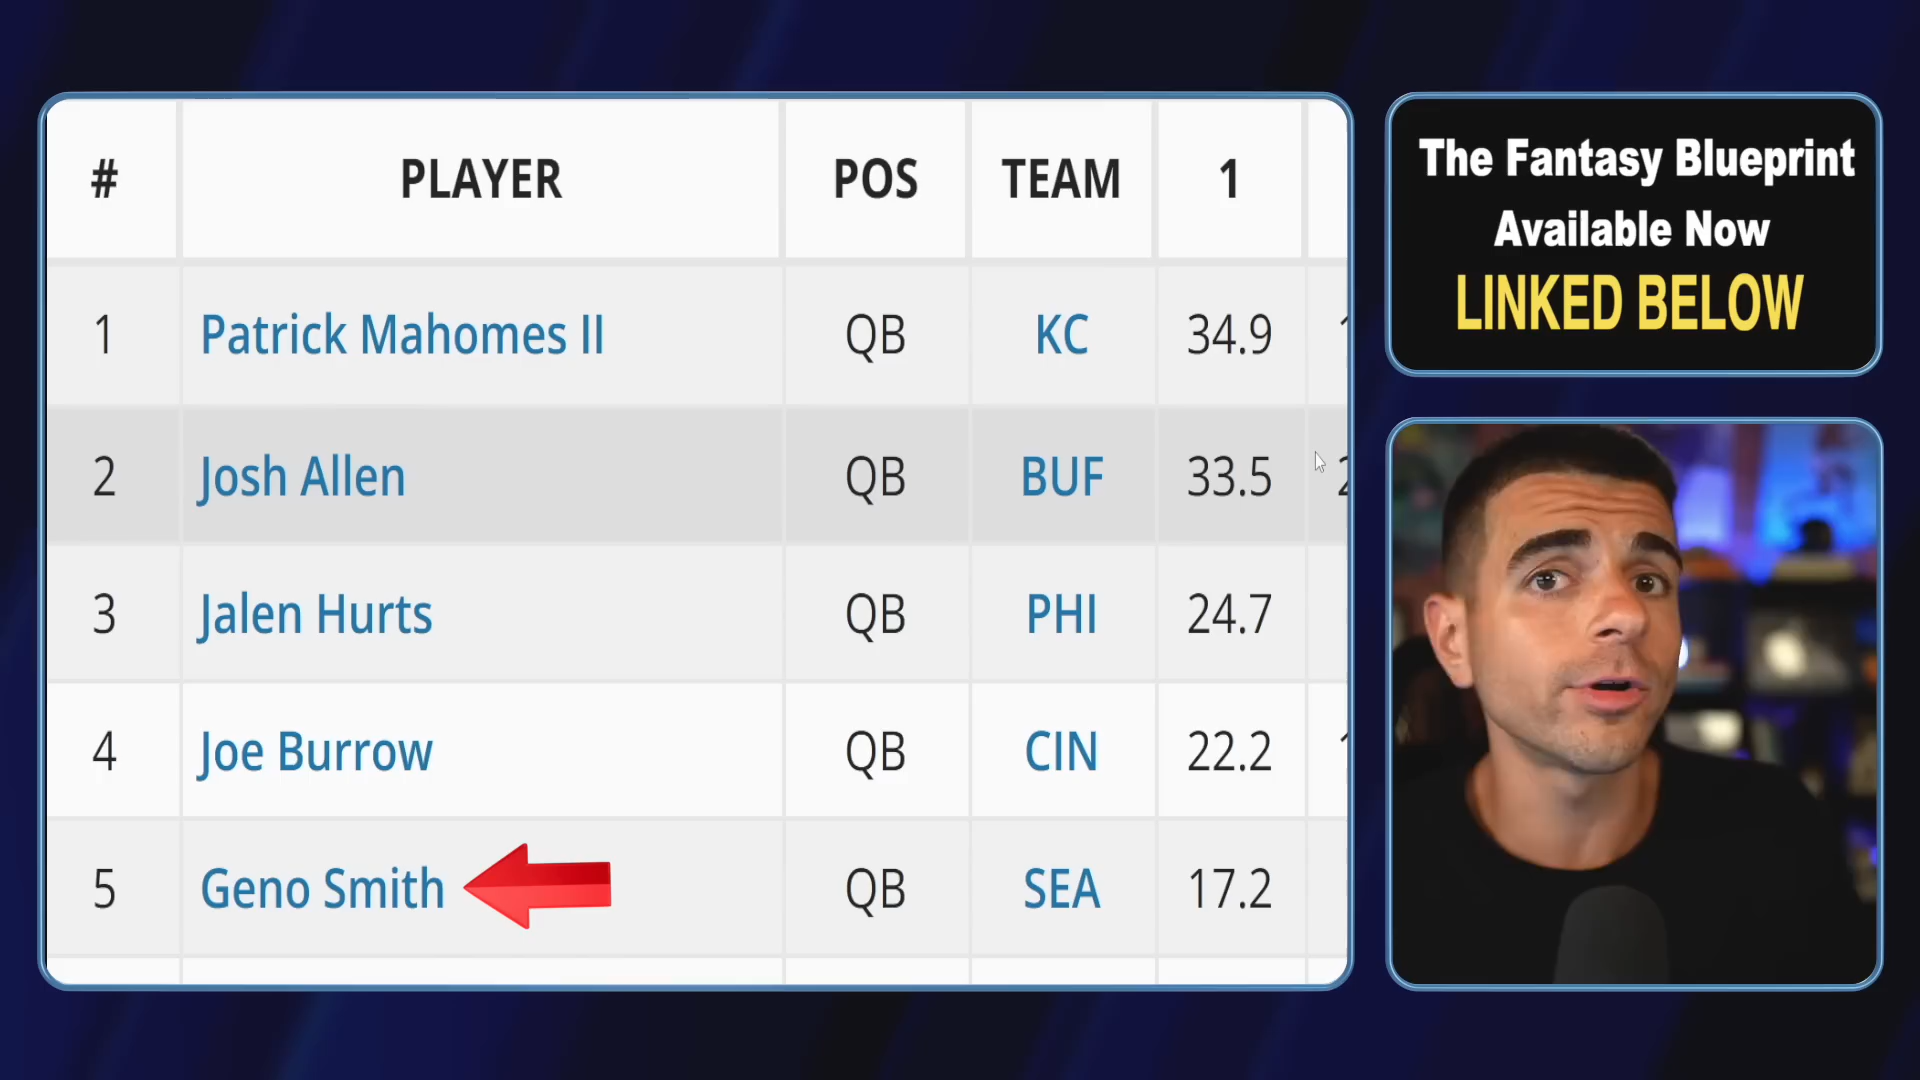 # PLAYER POS TEAM 1
1 Patrick Mahomes II QB KC 34.9
2 Josh Allen QB BUF 33.5
3 Jalen Hurts QB PHI 24.7
4 Joe Burrow QB CIN 22.2
5 Geno Smith QB SEA 17.2
The Fantasy Blueprint
Available Now
LINKED BELOW